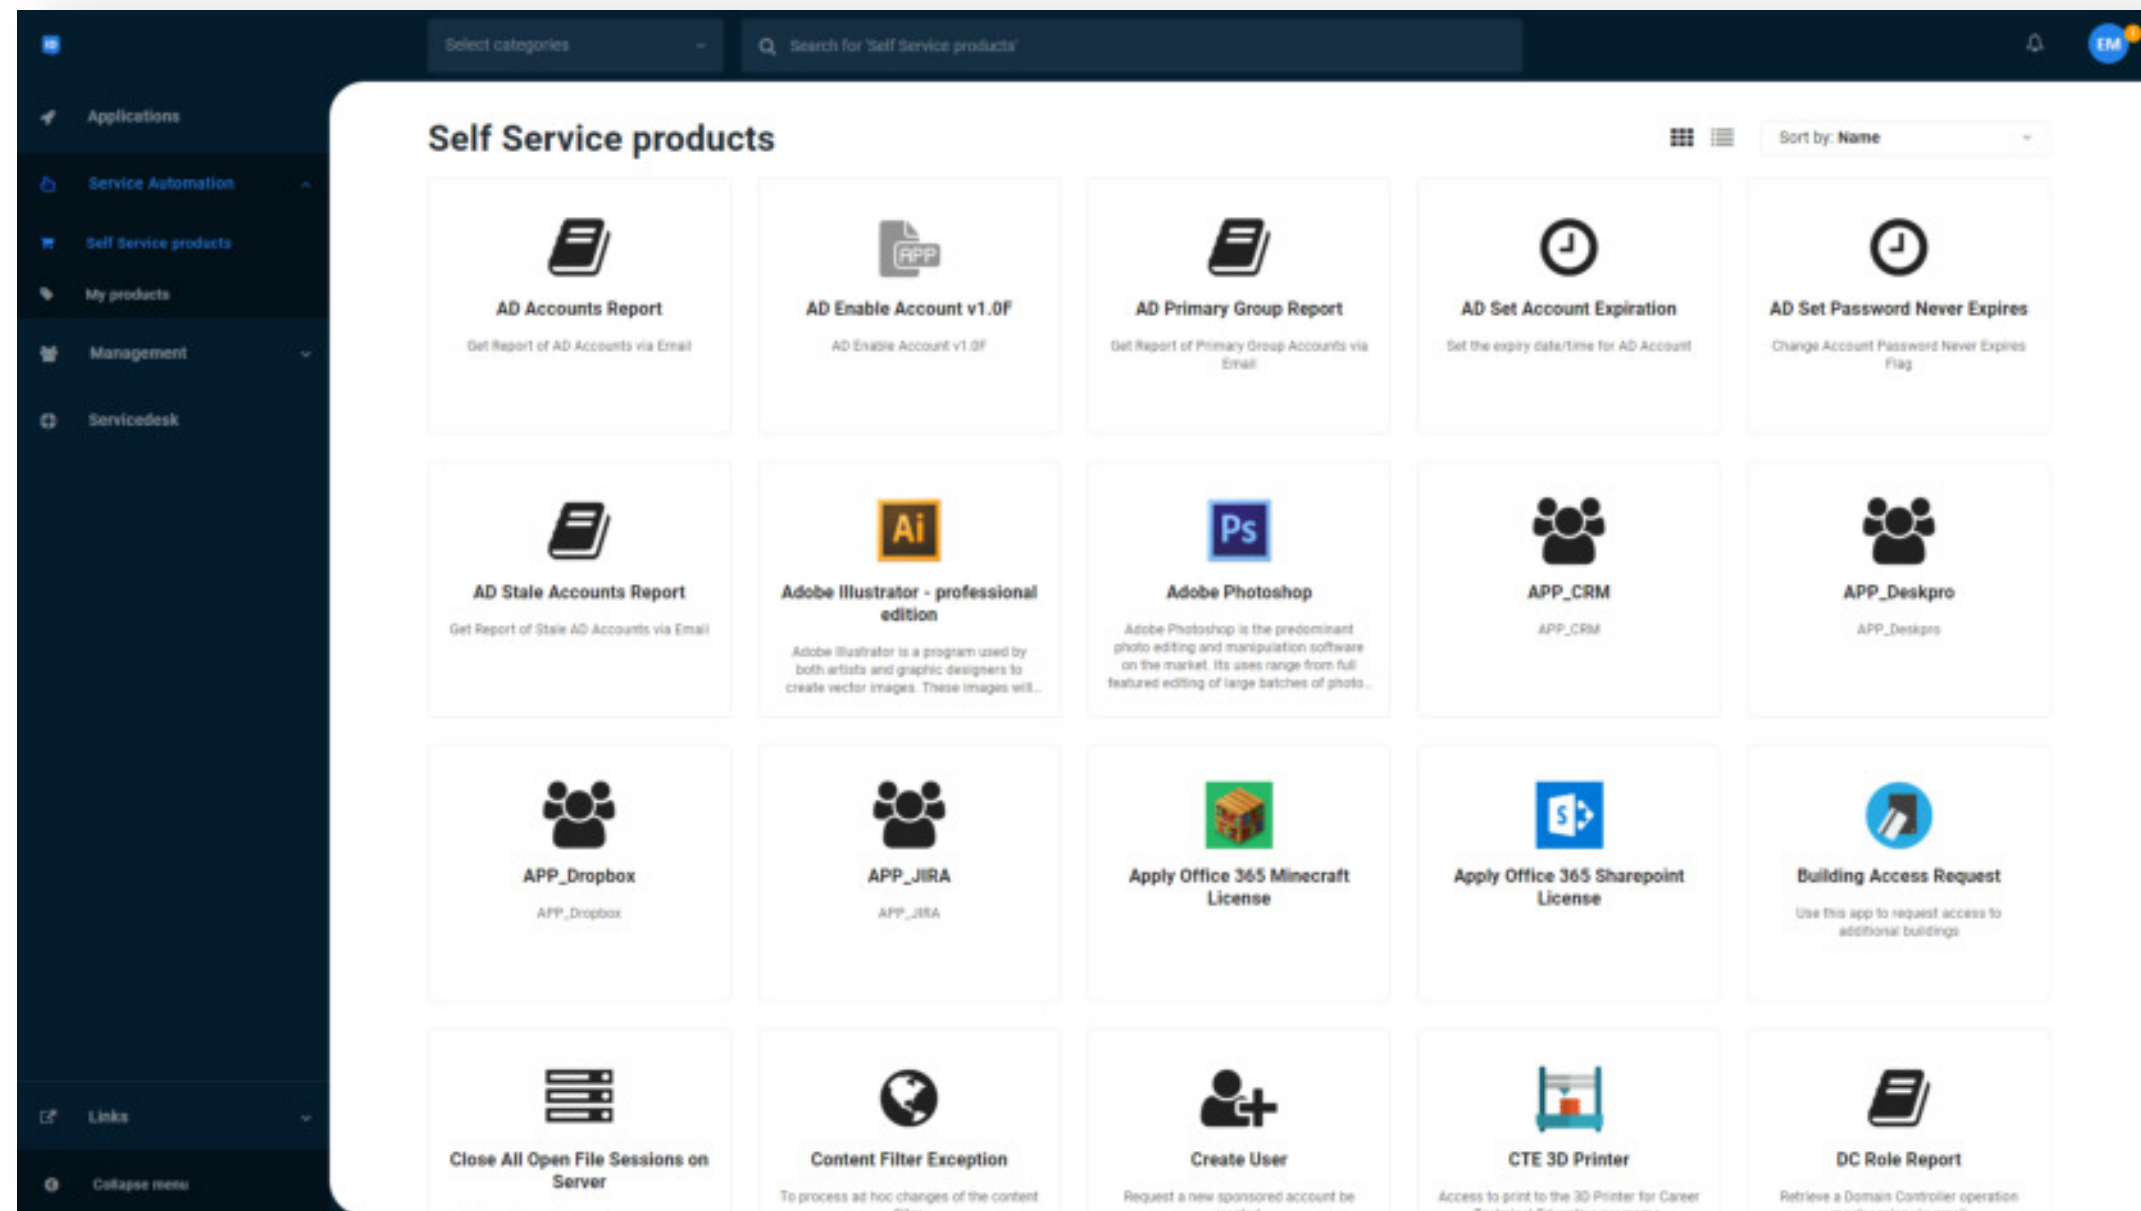 Select categories
Search for 'Self Service products'
EM
Applications
Service Automation
Self Service products
My products
Management
Servicedesk
Links
Collapse menu
Self Service products
Sort by: Name
AD Accounts Report
Get Report of AD Accounts via Email
APP
AD Enable Account v1.0F
AD Enable Account v1.0F
AD Primary Group Report
Get Report of Primary Group Accounts via
Email
AD Set Account Expiration
Set the expiry date/time for AD Account
AD Set Password Never Expires
Change Account Password Never Expires
Flag
AD Stale Accounts Report
Get Report of Stale AD Accounts via Email
Ai
Adobe Illustrator - professional
edition
Adobe Illustrator is a program used by
both artists and graphic designers to
create vector images. These images will...
Ps
Adobe Photoshop
Adobe Photoshop is the predominant
photo editing and manipulation software
on the market. Its uses range from full
featured editing of large batches of photo...
APP_CRM
APP_CRM
APP_Deskpro
APP_Deskpro
APP_Dropbox
APP_Dropbox
APP_JIRA
APP_JIRA
Apply Office 365 Minecraft
License
S
Apply Office 365 Sharepoint
License
Building Access Request
Use this app to request access to
additional buildings
Close All Open File Sessions on
Server
Content Filter Exception
To process ad hoc changes of the content
Create User
Request a new sponsored account be
CTE 3D Printer
Access to print to the 3D Printer for Career
DC Role Report
Retrieve a Domain Controller operation